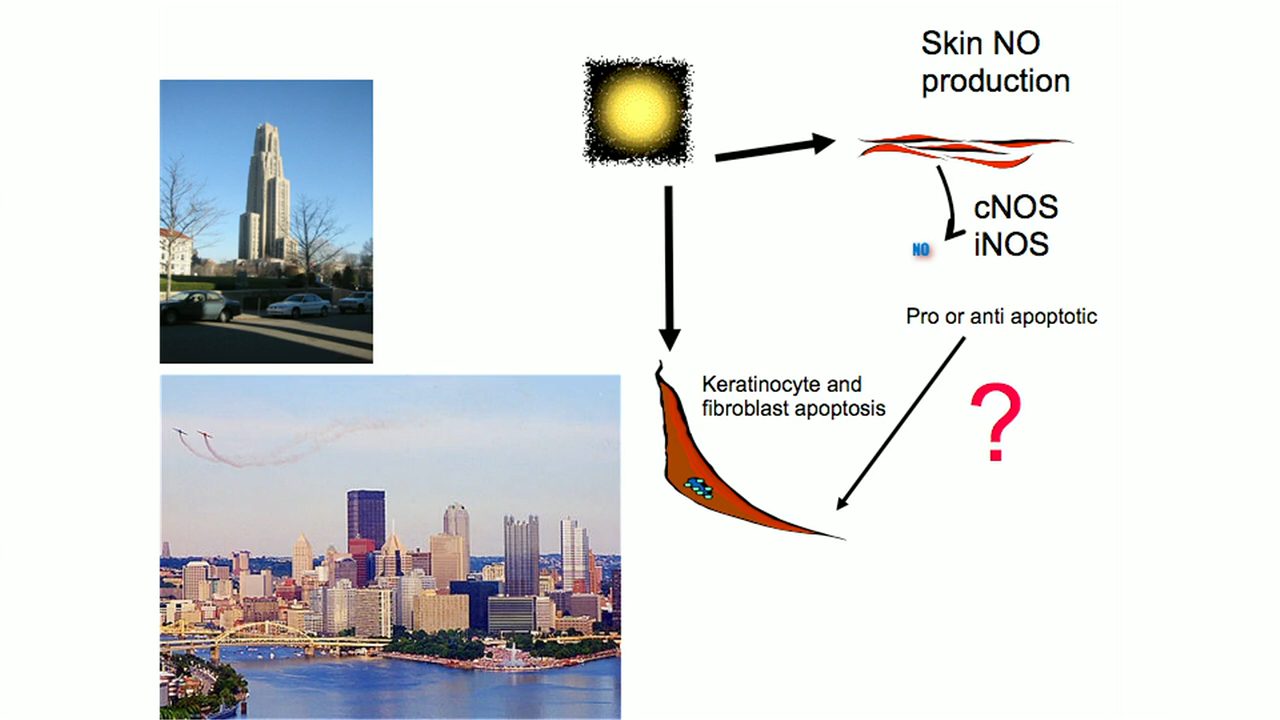 Skin NO
production
cNOS
iNOS
NO
Pro or anti apoptotic
Keratinocyte and
fibroblast apoptosis
?